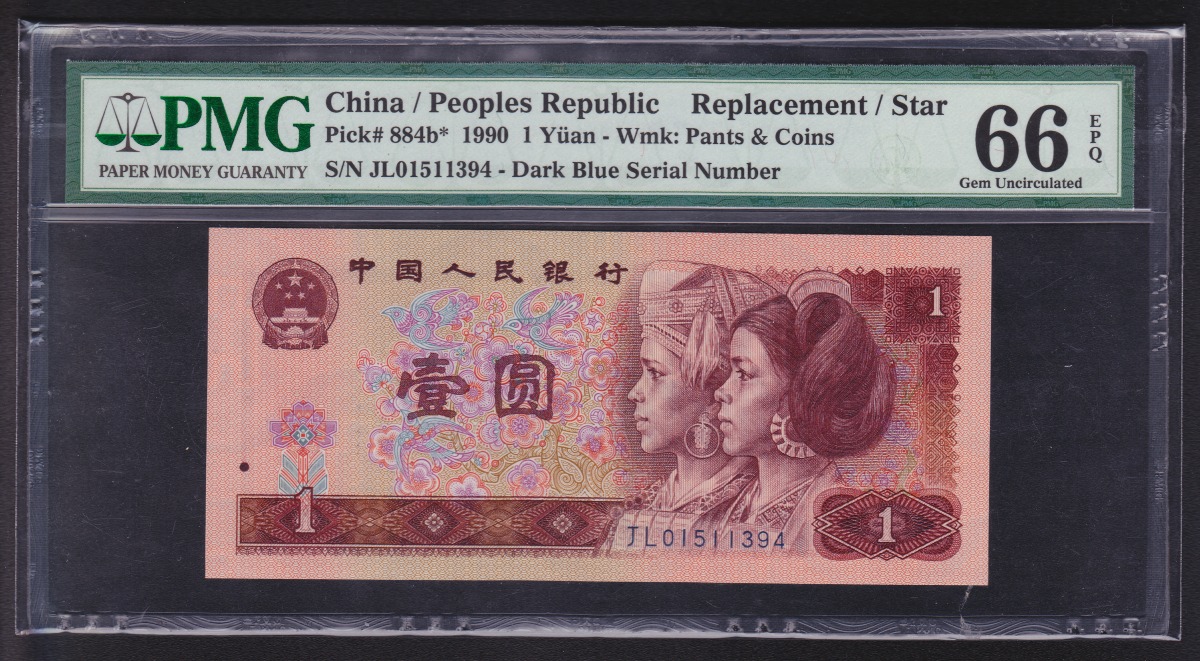 PMG
PAPER MONEY GUARANTY
China / Peoples Republic Replacement / Star
Pick# 884b* 1990 1 Yüan - Wmk: Pants & Coins
S/N JL01511394 - Dark Blue Serial Number
66
EPQ
Gem Uncirculated
中国人民银行
1
壹圆
1
JL01511394
1